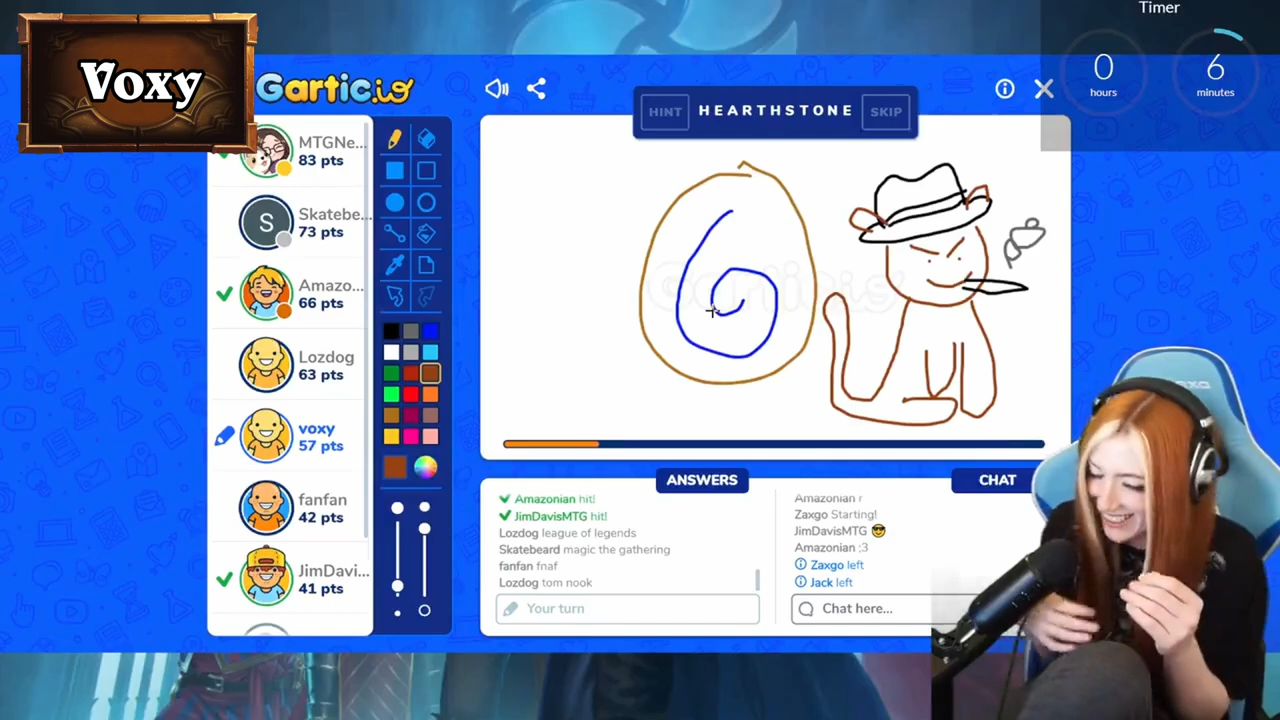 Timer
Voxy
Gartic.io
0
6
hours
minutes
HINT
HEARTHSTONE
SKIP
MTGNe...
83 pts
S
Skatebe...
73 pts
Amazo...
66 pts
Lozdog
63 pts
voxy
57 pts
fanfan
42 pts
JimDavi...
41 pts
Gartic.io
ANSWERS
Amazonian hit!
JimDavisMTG hit!
Lozdog league of legends
Skatebeard magic the gathering
fanfan fnaf
Lozdog tom nook
Your turn
CHAT
Amazonian r
Zaxgo Starting!
JimDavisMTG 😎
Amazonian ;3
Zaxgo left
Jack left
Chat here...